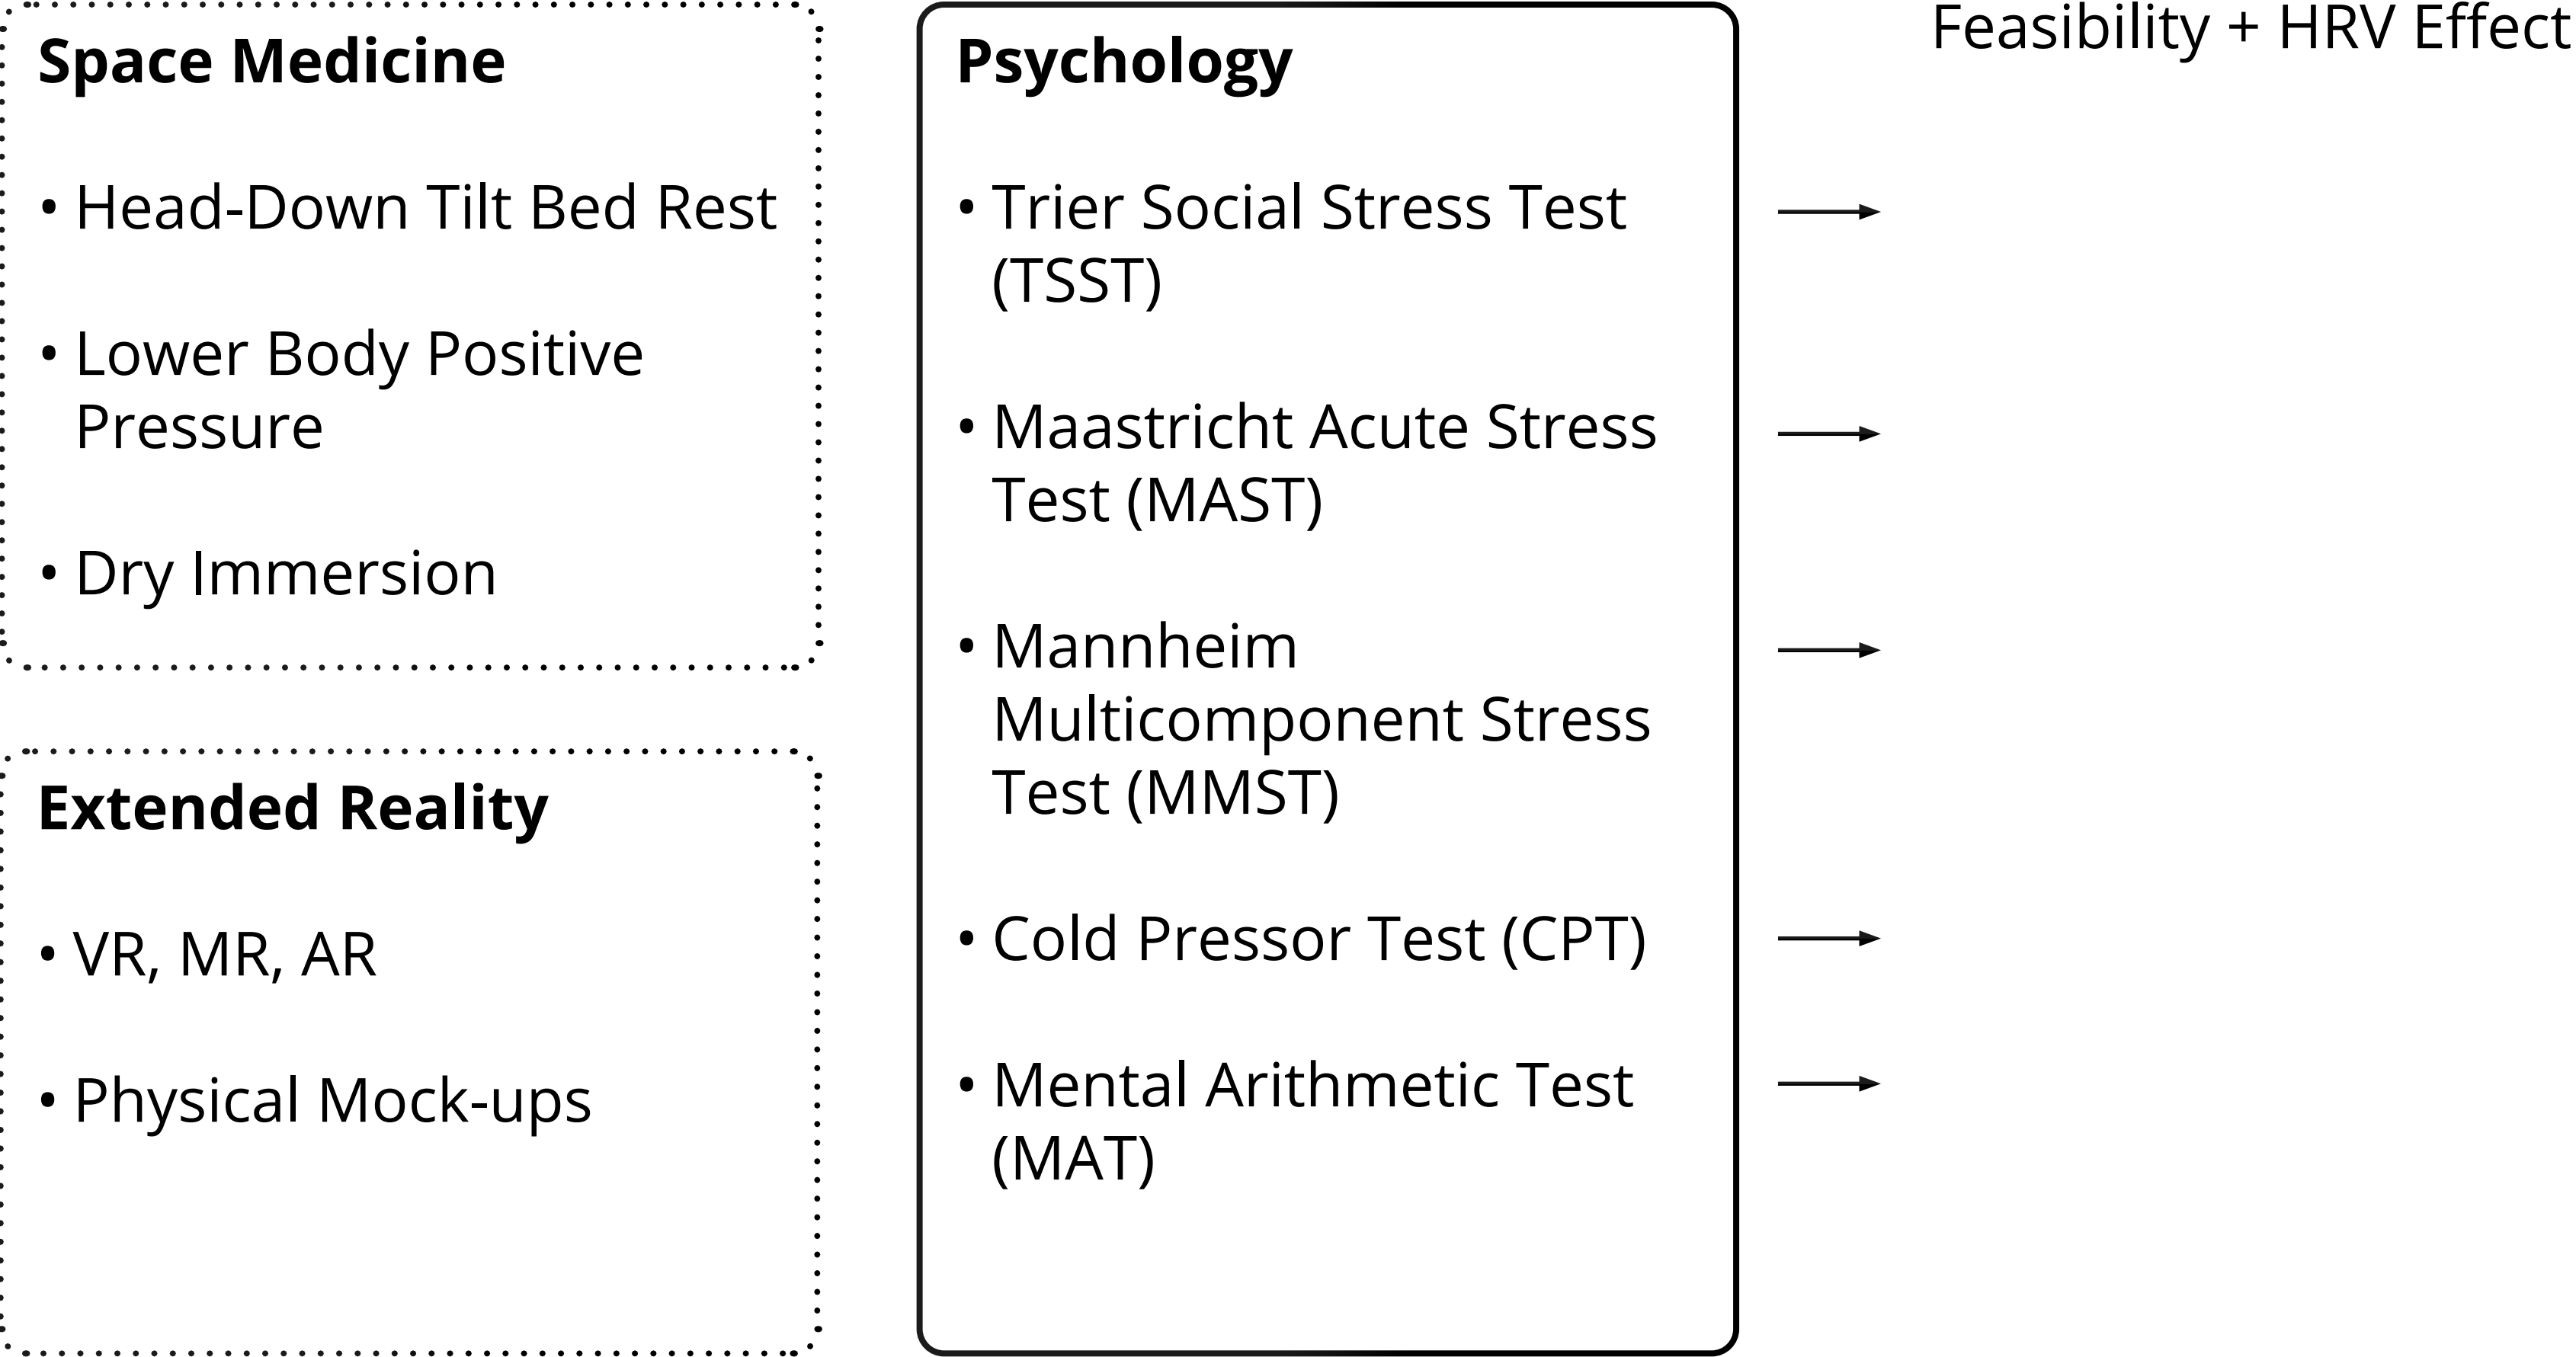 Space Medicine
• Head-Down Tilt Bed Rest
• Lower Body Positive
Pressure
• Dry Immersion
Extended Reality
• VR, MR, AR
• Physical Mock-ups
Psychology
• Trier Social Stress Test
(TSST)
• Maastricht Acute Stress
Test (MAST)
• Mannheim
Multicomponent Stress
Test (MMST)
• Cold Pressor Test (CPT)
• Mental Arithmetic Test
(MAT)
Feasibility + HRV Effect